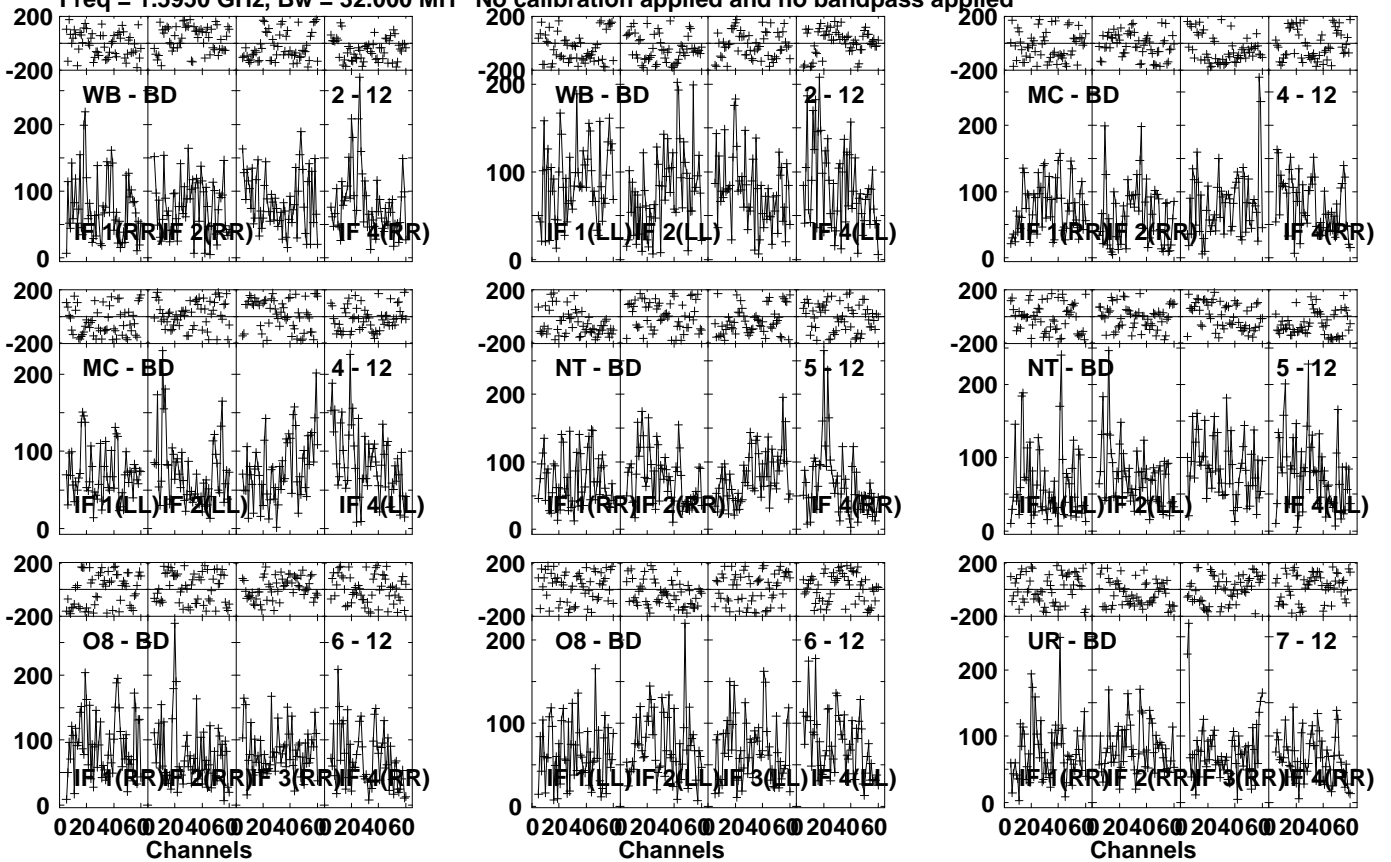 Freq = 1.5950 GHz, Bw = 32.000 MH No calibration applied and no bandpass applied
200 200 200
-200 -200 -200
WB - BD 2 - 12 WB - BD 2 - 12 MC - BD 4 - 12
200 200 200
100 100 100
IF 1(RR) IF 2(RR) IF 4(RR) IF 1(LL) IF 2(LL) IF 4(LL) IF 1(RR) IF 2(RR) IF 4(RR)
0 0 0
200 200 200
-200 -200 -200
MC - BD 4 - 12 NT - BD 5 - 12 NT - BD 5 - 12
200 200 200
100 100 100
IF 1(LL) IF 2(LL) IF 4(LL) IF 1(RR) IF 2(RR) IF 4(RR) IF 1(LL) IF 2(LL) IF 4(LL)
0 0 0
200 200 200
-200 -200 -200
O8 - BD 6 - 12 O8 - BD 6 - 12 UR - BD 7 - 12
200 200 200
100 100 100
IF 1(RR) IF 2(RR) IF 3(RR) IF 4(RR) IF 1(LL) IF 2(LL) IF 3(LL) IF 4(LL) IF 1(RR) IF 2(RR) IF 3(RR) IF 4(RR)
0 0 0
0 20 40 60 0 20 40 60 0 20 40 60 0 20 40 60 0 20 40 60 0 20 40 60 0 20 40 60 0 20 40 60 0 20 40 60 0 20 40 60 0 20 40 60 0 20 40 60
Channels Channels Channels